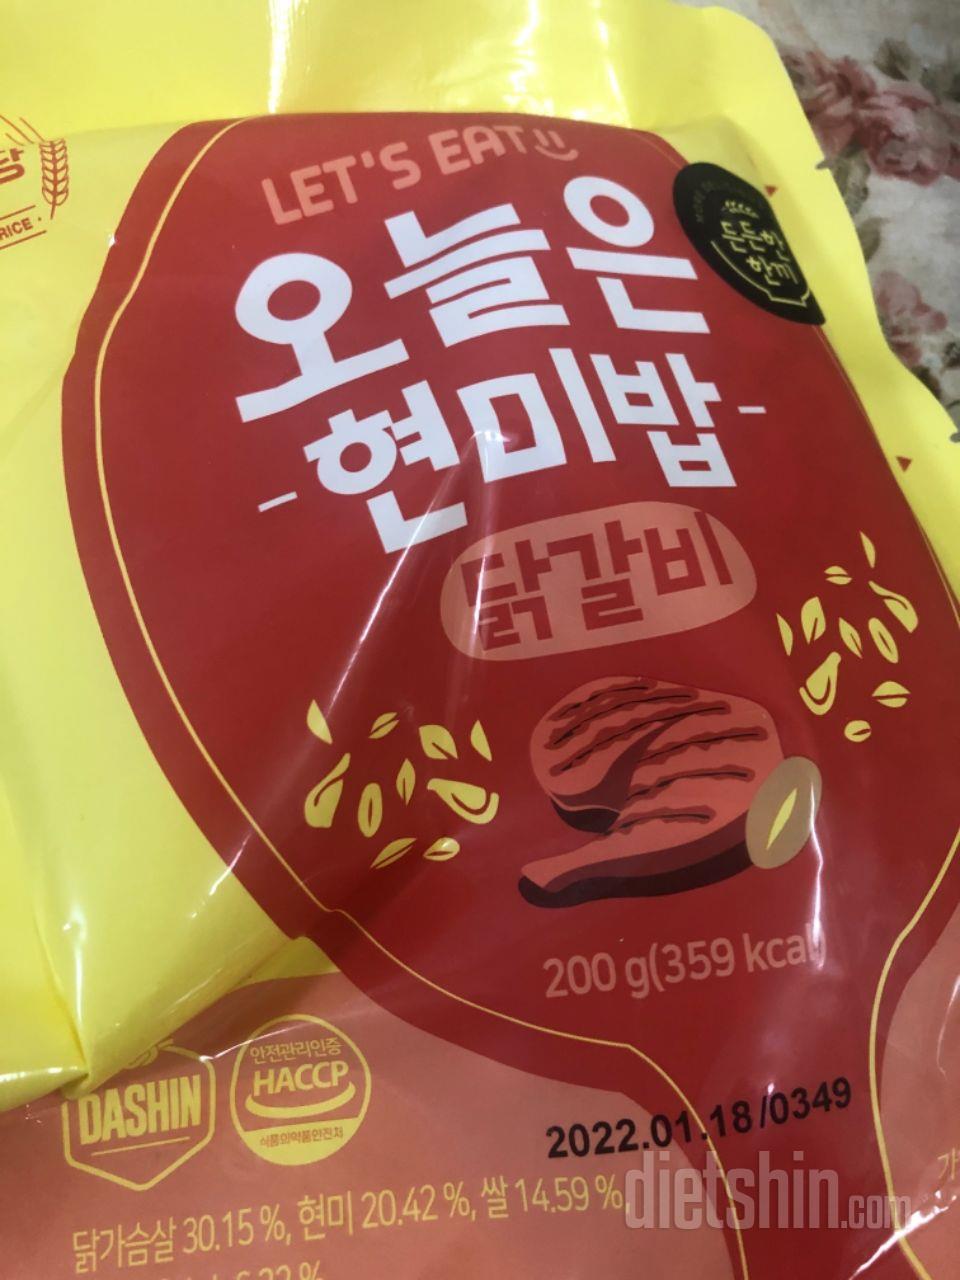 당
RICE ·
LET'S EAT
오늘은
현미밥
든든한
한끼
닭갈비
200 g(359 kcal)
안전관리인증
HACCP
식품의약품안전처
DASHIN
2022.01.18/0349
닭가슴살 30.15 %, 현미 20.42 %, 쌀 14.59 %,
dietshin.com